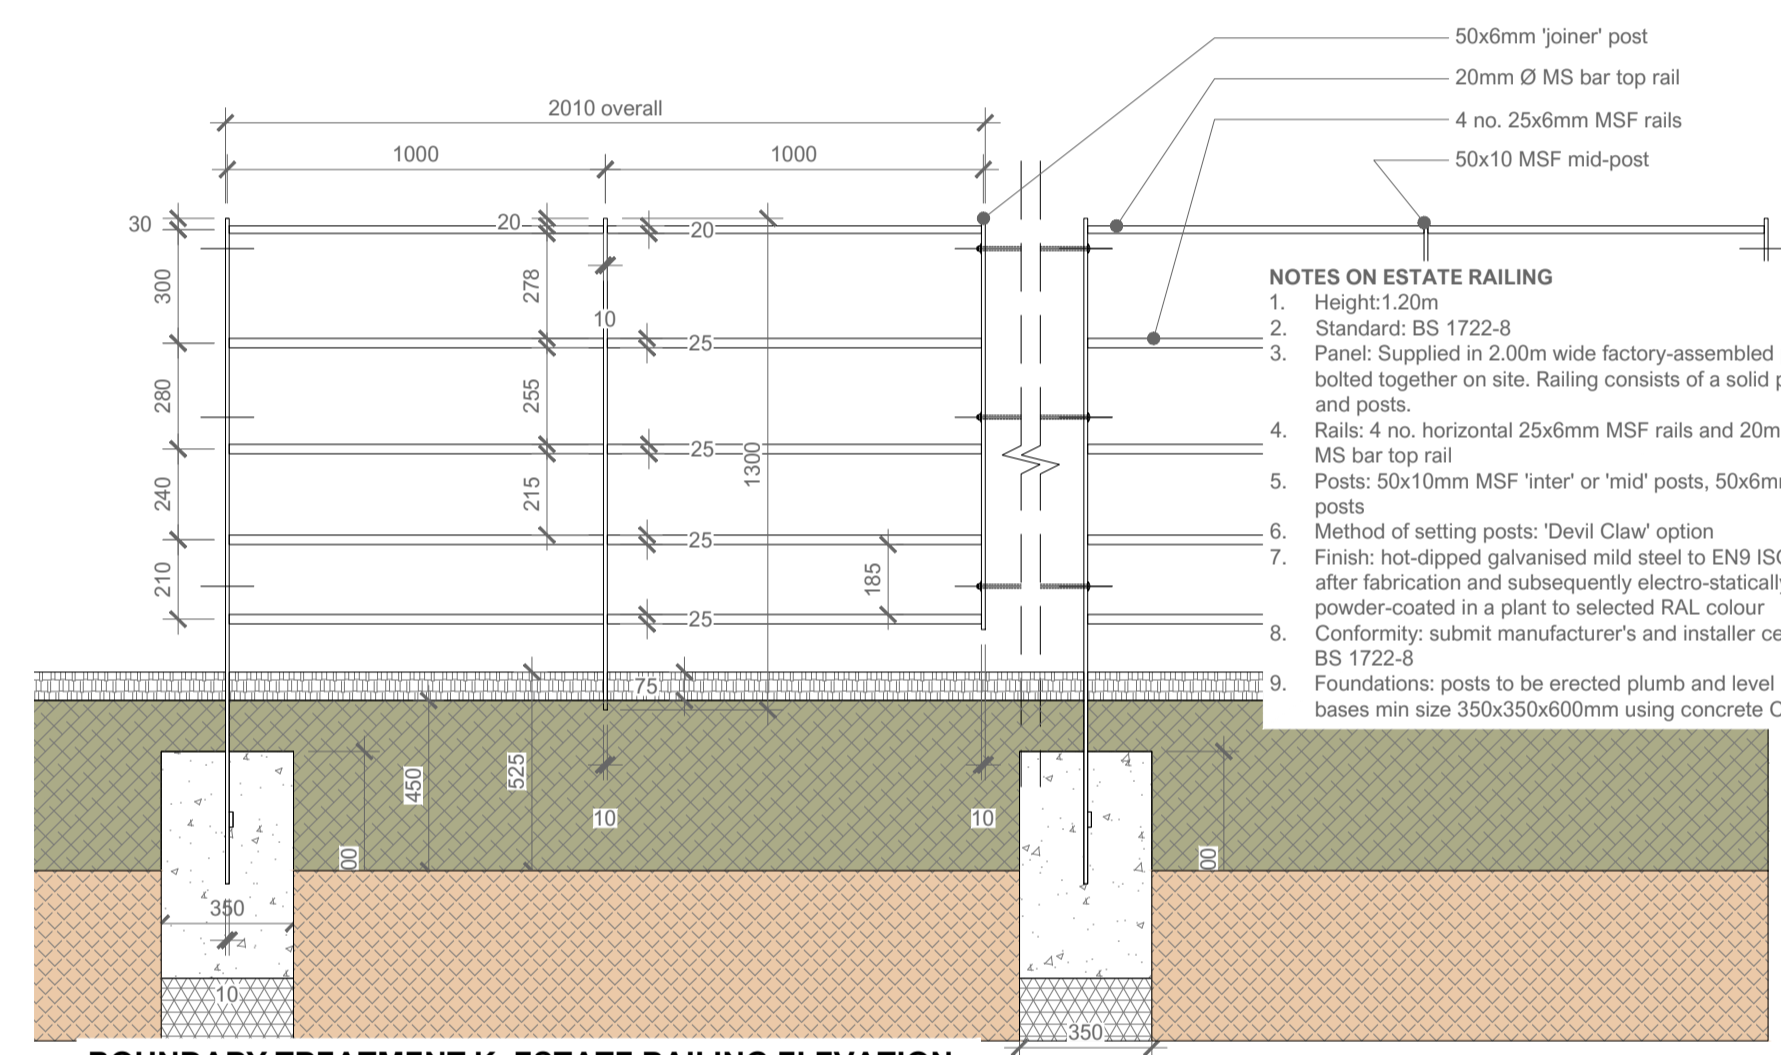 50x6mm 'joiner' post
20mm Ø MS bar top rail
4 no. 25x6mm MSF rails
50x10 MSF mid-post
2010 overall
1000
1000
30
20
20
300
278
10
25
280
255
25
1300
240
215
25
210
185
25
NOTES ON ESTATE RAILING
1. Height:1.20m
2. Standard: BS 1722-8
3. Panel: Supplied in 2.00m wide factory-assembled
bolted together on site. Railing consists of a solid
and posts.
4. Rails: 4 no. horizontal 25x6mm MSF rails and 20m
MS bar top rail
5. Posts: 50x10mm MSF 'inter' or 'mid' posts, 50x6m
posts
6. Method of setting posts: 'Devil Claw' option
7. Finish: hot-dipped galvanised mild steel to EN9 ISO
after fabrication and subsequently electro-statically
powder-coated in a plant to selected RAL colour
8. Conformity: submit manufacturer's and installer ce
BS 1722-8
9. Foundations: posts to be erected plumb and level
bases min size 350x350x600mm using concrete
75
450
525
10
10
00
00
350
10
350
BOUNDARY TREATMENT K: ESTATE RAILING ELEVATION